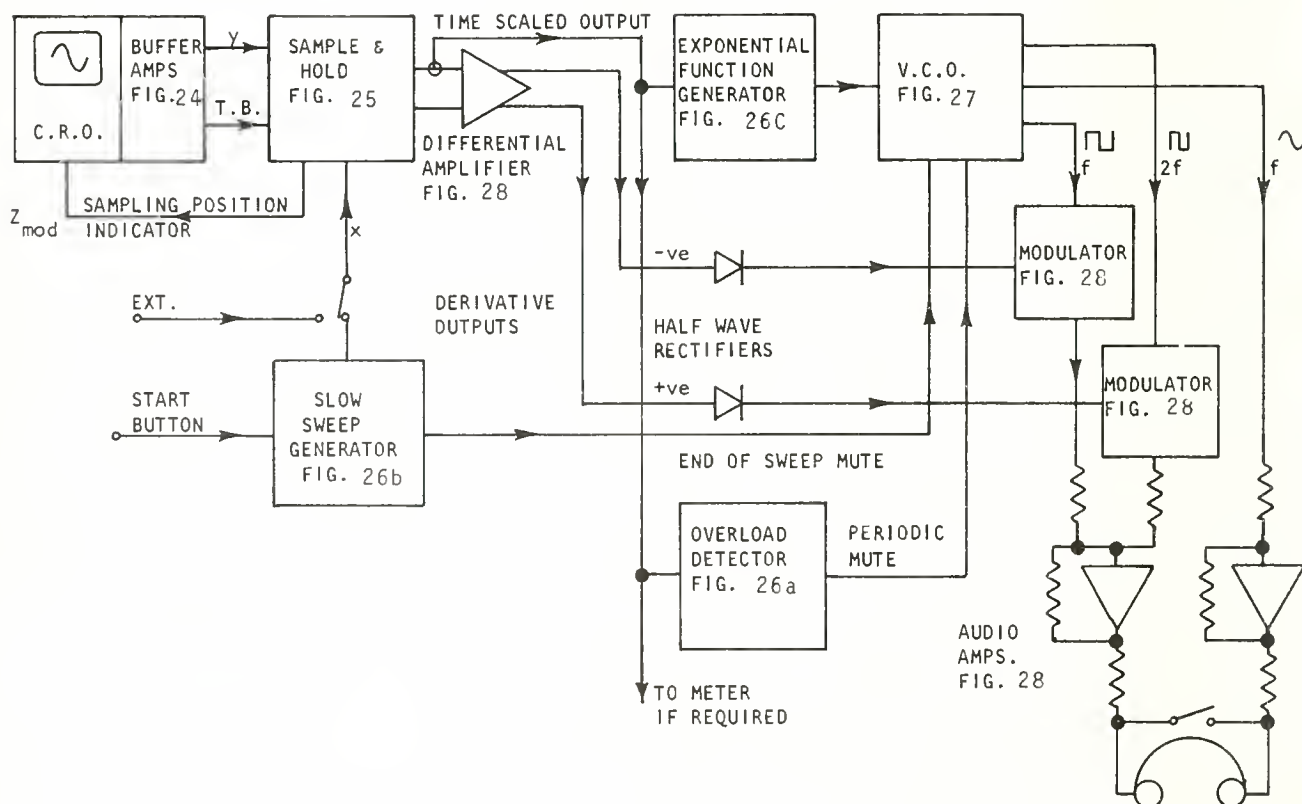 TIME SCALED OUTPUT
C.R.O.
BUFFER
AMPS
FIG.24
y
T.B.
SAMPLE &
HOLD
FIG. 25
DIFFERENTIAL
AMPLIFIER
FIG. 28
EXPONENTIAL
FUNCTION
GENERATOR
FIG. 26C
V.C.O.
FIG. 27
f
2f
f
Zmod
SAMPLING POSITION
INDICATOR
x
MODULATOR
FIG. 28
-ve
EXT.
DERIVATIVE
OUTPUTS
HALF WAVE
RECTIFIERS
MODULATOR
FIG. 28
+ve
START
BUTTON
SLOW
SWEEP
GENERATOR
FIG. 26b
END OF SWEEP MUTE
OVERLOAD
DETECTOR
FIG. 26a
PERIODIC
MUTE
AUDIO
AMPS.
FIG. 28
TO METER
IF REQUIRED